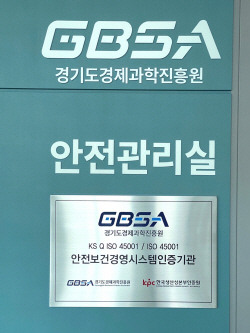 GBSA
경기도경제과학진흥원
안전관리실
GBSA
경기도경제과학진흥원
KS Q ISO 45001 / ISO 45001
안전보건경영시스템인증기관
GBSA 경기도경제과학진흥원
kpc 한국생산성본부인증원